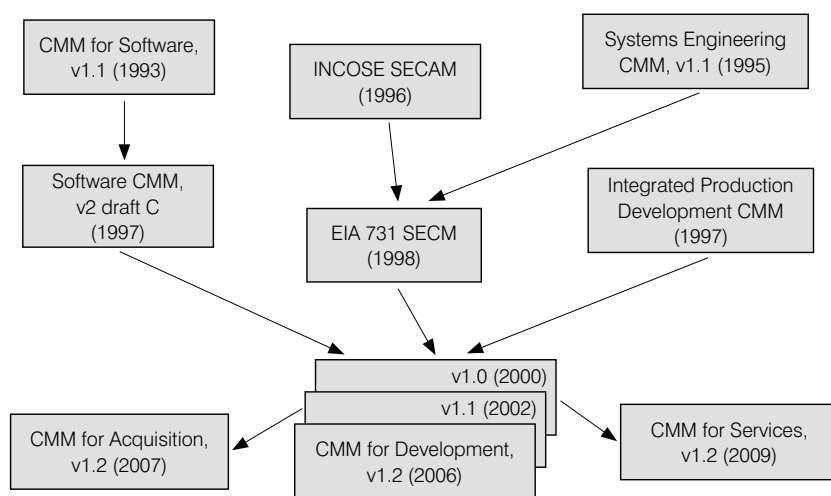 CMM for Software,
v1.1 (1993)
INCOSE SECAM
(1996)
Systems Engineering
CMM, v1.1 (1995)
Software CMM,
v2 draft C
(1997)
EIA 731 SECM
(1998)
Integrated Production
Development CMM
(1997)
v1.0 (2000)
v1.1 (2002)
CMM for Acquisition,
v1.2 (2007)
CMM for Development,
v1.2 (2006)
CMM for Services,
v1.2 (2009)